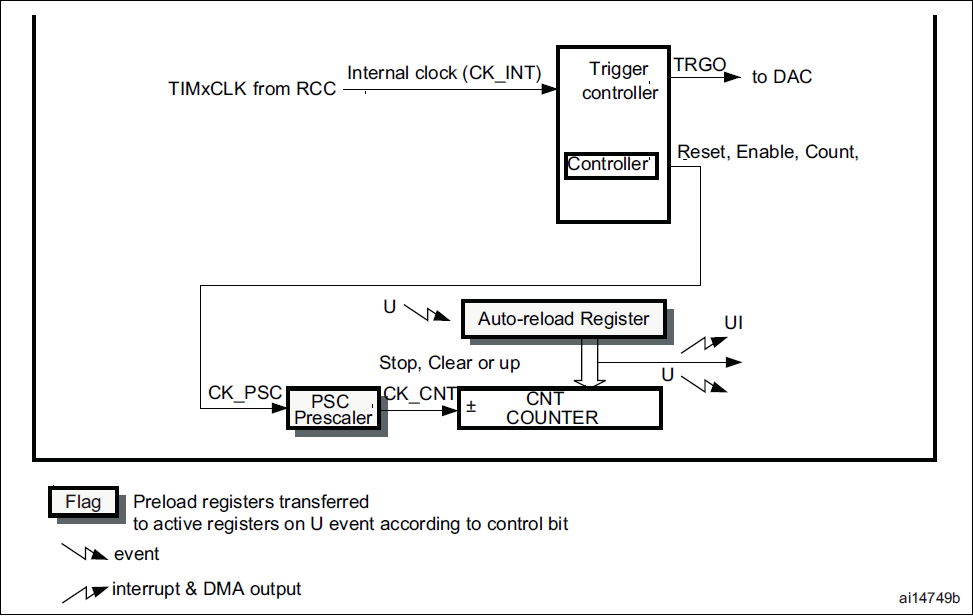 Trigger
controller
TRGO
to DAC
Internal clock (CK_INT)
TIMxCLK from RCC
Controller
Reset, Enable, Count,
U
Auto-reload Register
UI
Stop, Clear or up
U
CK_PSC
PSC
Prescaler
CK_CNT
±
CNT
COUNTER
Flag
Preload registers transferred
to active registers on U event according to control bit
event
interrupt & DMA output
ai14749b